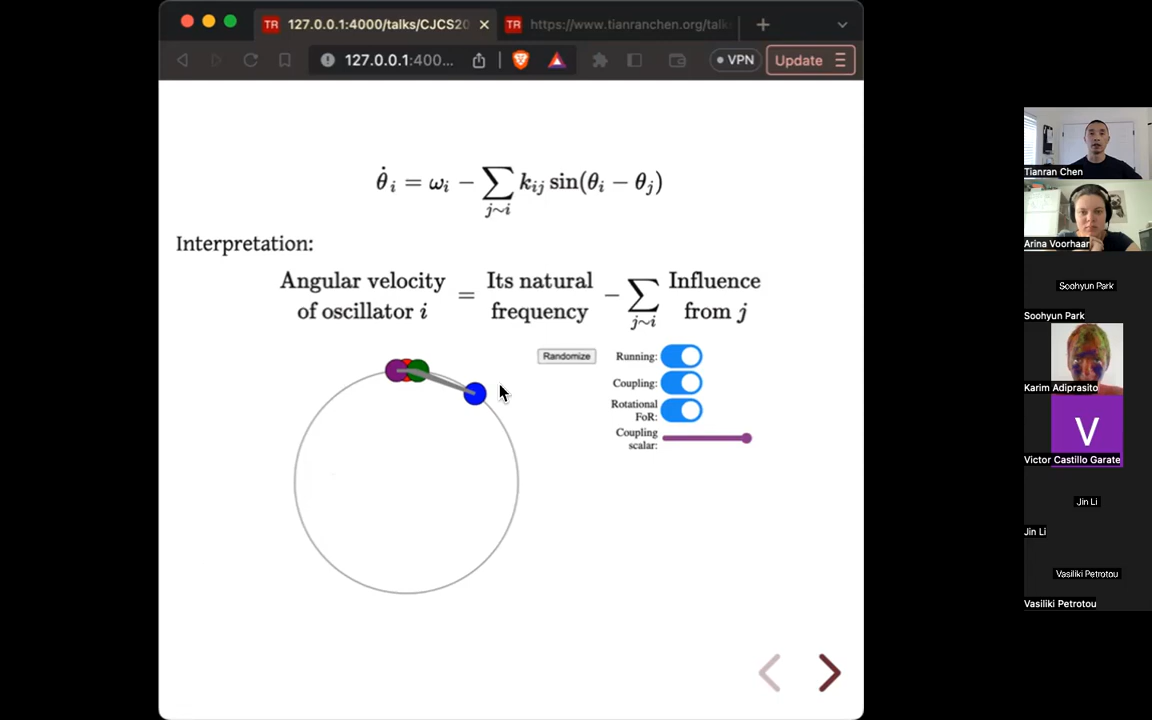 127.0.0.1:4000/talks/CJCS20
https://www.tianranchen.org/talk
127.0.0.1:400...
VPN
Update
θ̇ᵢ = ωᵢ − ∑_{j∼i} kᵢⱼ sin(θᵢ − θⱼ)
Interpretation:
Angular velocity of oscillator i = Its natural frequency − ∑_{j∼i} Influence from j
Randomize
Running:
Coupling:
Rotational
FoR:
Coupling
scalar:
Tianran Chen
Arina Voorhaar
Soohyun Park
Soohyun Park
Karim Adiprasito
V
Victor Castillo Garate
Jin Li
Jin Li
Vasiliki Petrotou
Vasiliki Petrotou